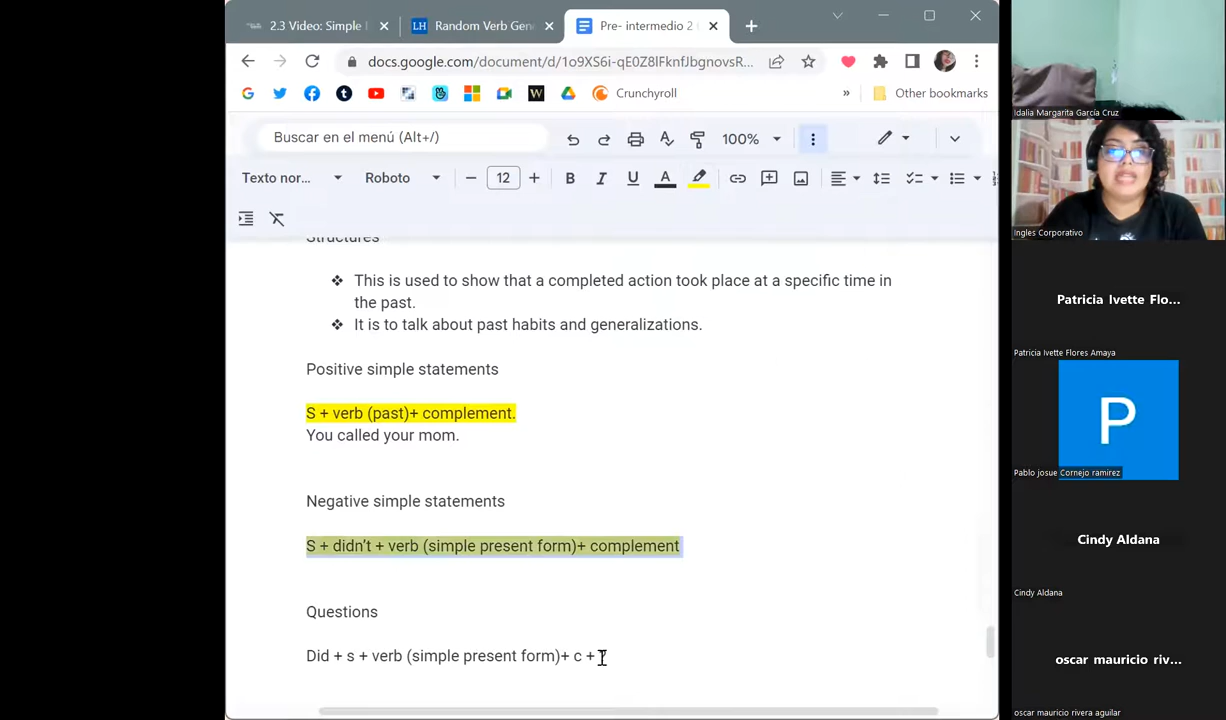 2.3 Video: Simple
Random Verb Gen
Pre- intermedio 2
docs.google.com/document/d/1o9XS6i-qE0Z8lFknfJbgnovsR...
Crunchyroll
» Other bookmarks
Buscar en el menú (Alt+/)
100%
Texto nor...
Roboto
12
Structures
❖ This is used to show that a completed action took place at a specific time in
the past.
❖ It is to talk about past habits and generalizations.
Positive simple statements
S + verb (past)+ complement.
You called your mom.
Negative simple statements
S + didn’t + verb (simple present form)+ complement
Questions
Did + s + verb (simple present form)+ c + ?
Idalia Margarita García Cruz
Ingles Corporativo
Patricia Ivette Flo...
Patricia Ivette Flores Amaya
P
Pablo josue Cornejo ramirez
Cindy Aldana
Cindy Aldana
oscar mauricio riv...
oscar mauricio rivera aguilar